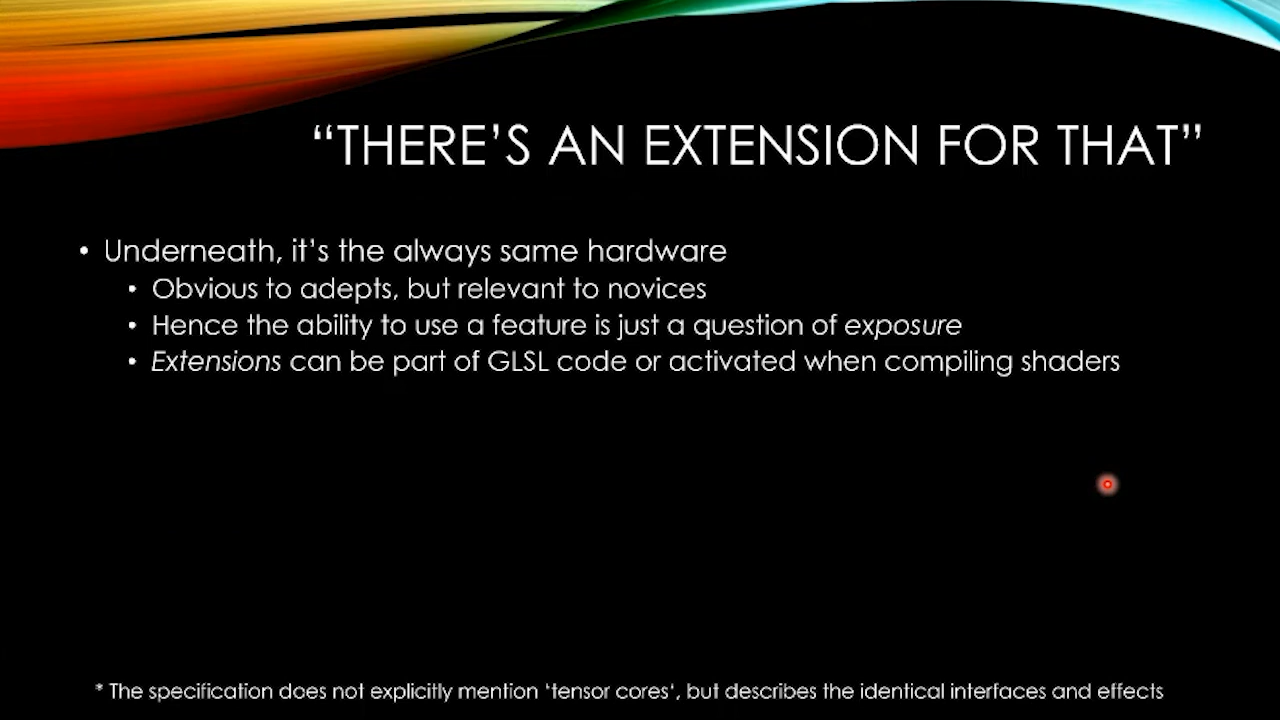 “THERE’S AN EXTENSION FOR THAT”
• Underneath, it’s the always same hardware
• Obvious to adepts, but relevant to novices
• Hence the ability to use a feature is just a question of exposure
• Extensions can be part of GLSL code or activated when compiling shaders
* The specification does not explicitly mention ‘tensor cores‘, but describes the identical interfaces and effects